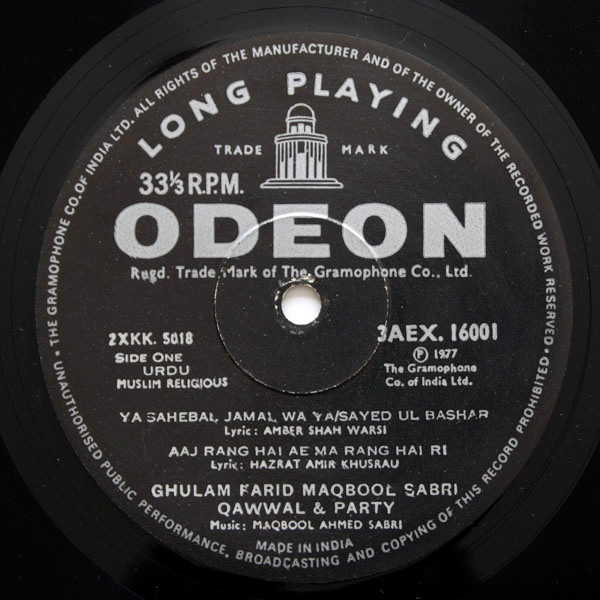 THE GRAMOPHONE CO. OF INDIA LTD. ALL RIGHTS OF THE MANUFACTURER AND OF THE OWNER OF THE RECORDED WORK RESERVED
LONG PLAYING
TRADE MARK
33⅓ R.P.M.
ODEON
Regd. Trade Mark of The Gramophone Co., Ltd.
2XKK. 5018
3AEX. 16001
SIDE ONE
Ⓟ 1977
URDU
The Gramophone
MUSLIM RELIGIOUS
Co. of India Ltd.
YA SAHEBAL JAMAL WA YA/SAYED UL BASHAR
Lyric: AMBER SHAH WARSI
AAJ RANG HAI AE MA RANG HAI RI
Lyric: HAZRAT AMIR KHUSRAU
GHULAM FARID MAQBOOL SABRI
QAWWAL & PARTY
Music: MAQBOOL AHMED SABRI
MADE IN INDIA
UNAUTHORISED PUBLIC PERFORMANCE, BROADCASTING AND COPYING OF THIS RECORD PROHIBITED